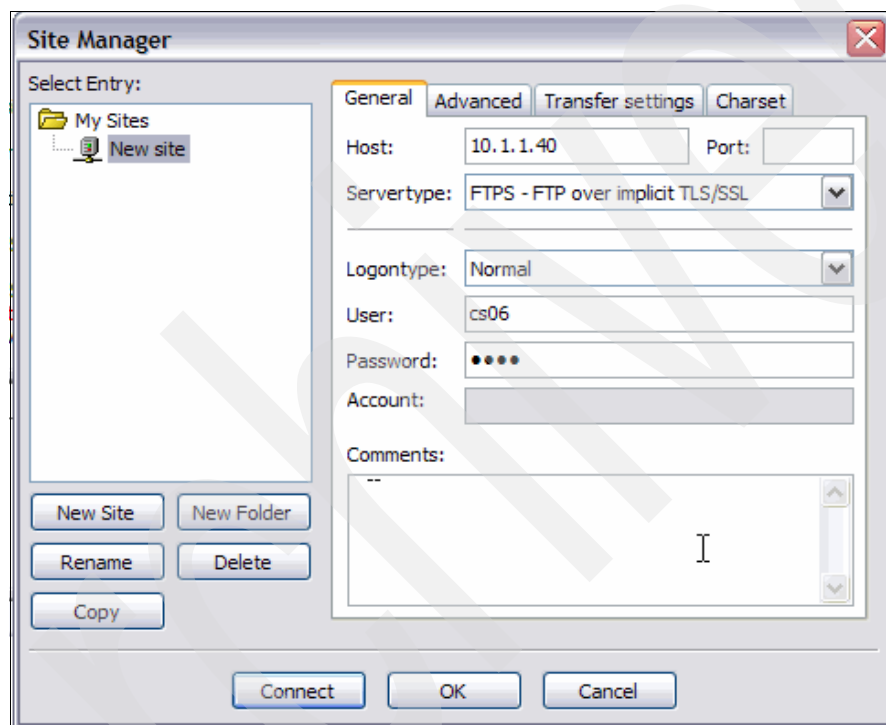 Site Manager
Select Entry:
My Sites
New site
New Site
New Folder
Rename
Delete
Copy
General
Advanced
Transfer settings
Charset
Host:
10.1.1.40
Port:
Servertype:
FTPS - FTP over implicit TLS/SSL
Logontype:
Normal
User:
cs06
Password:
●●●●
Account:
Comments:
--
Connect
OK
Cancel